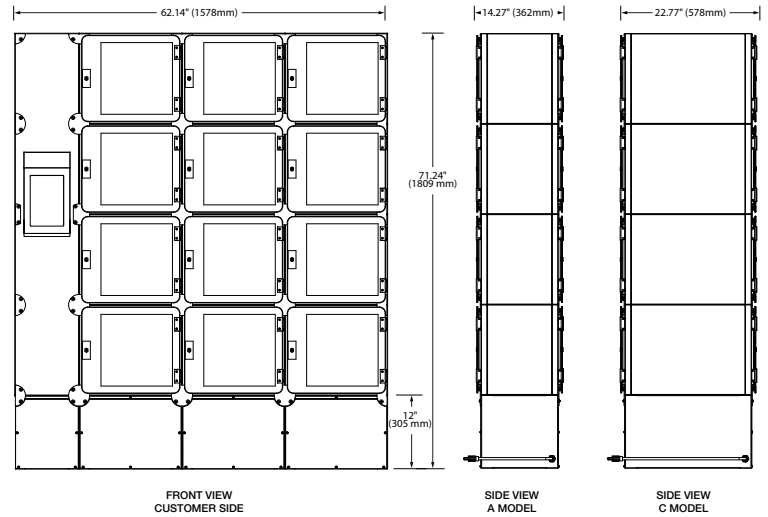 62.14" (1578mm)
14.27" (362mm)
22.77" (578mm)
71.24"
(1809 mm)
12"
(305 mm)
FRONT VIEW
CUSTOMER SIDE
SIDE VIEW
A MODEL
SIDE VIEW
C MODEL